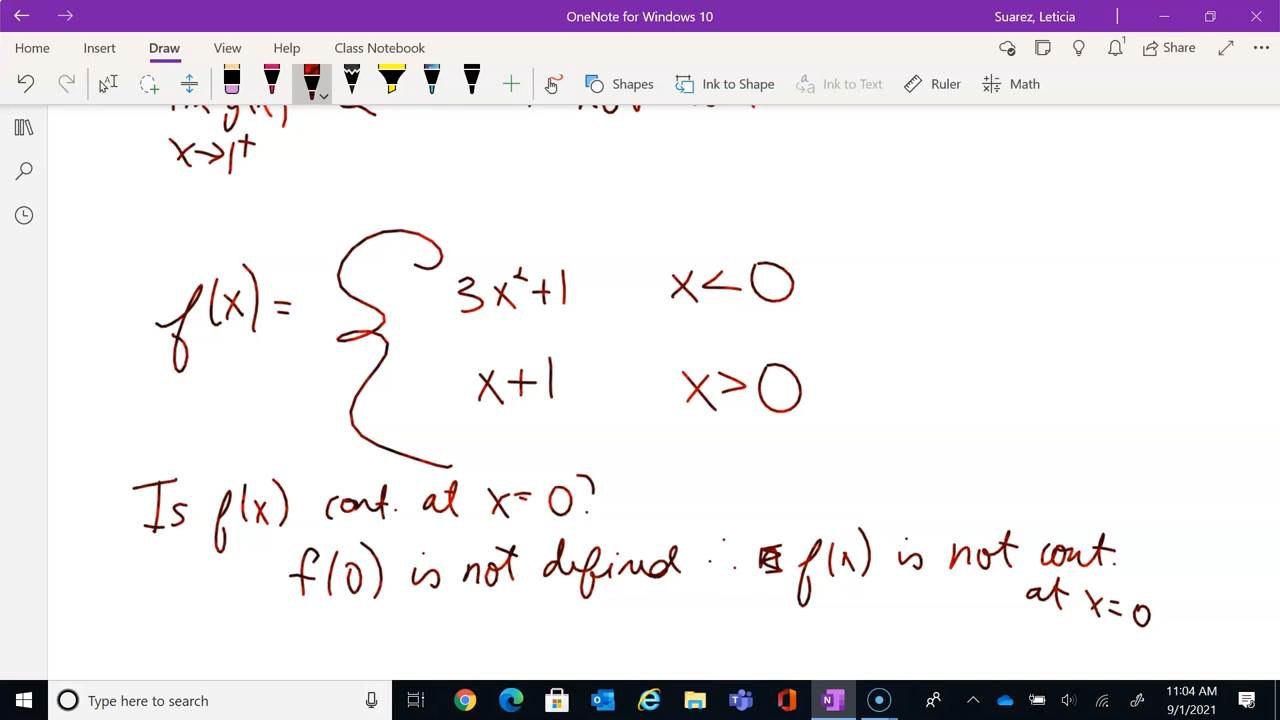 OneNote for Windows 10
Suarez, Leticia
Home Insert Draw View Help Class Notebook
Share
Shapes Ink to Shape Ink to Text Ruler Math
x→1⁺
f(x) = { 3x²+1 x<0
x+1 x>0
Is f(x) cont. at x=0?
f(0) is not defined ∴ f(x) is not cont.
at x=0
Type here to search
11:04 AM
9/1/2021